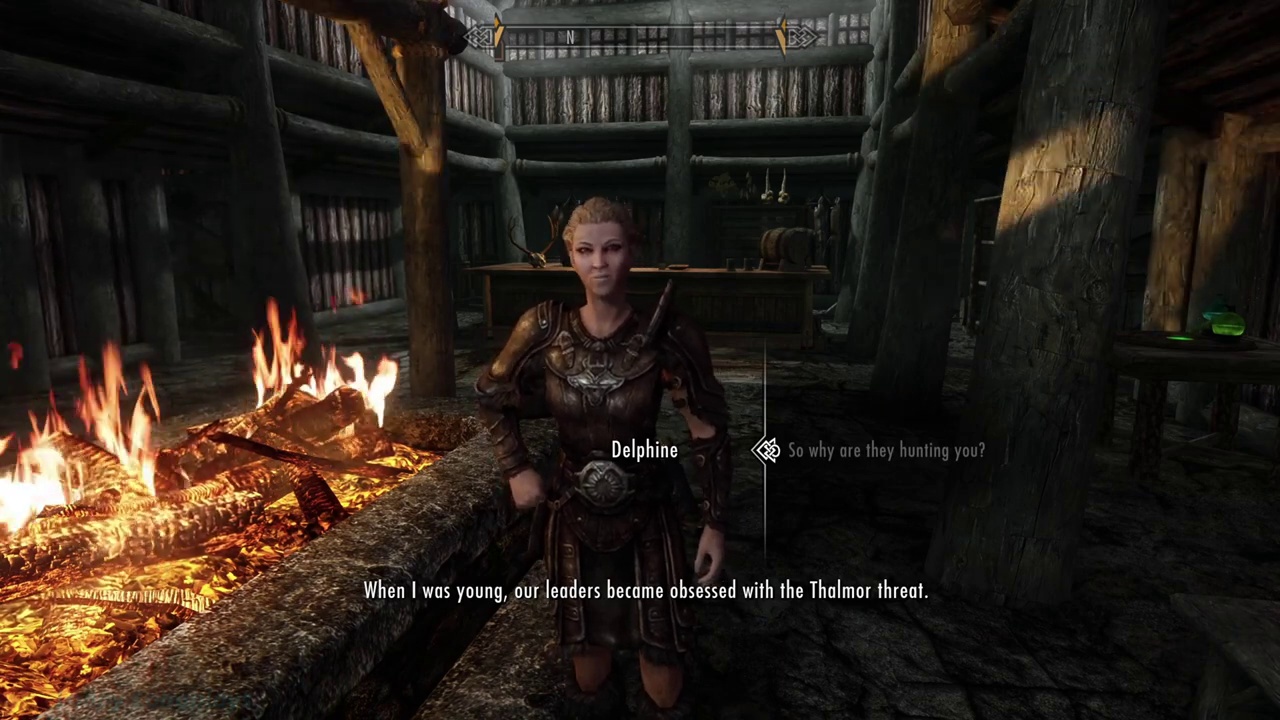 N
Delphine
So why are they hunting you?
When I was young, our leaders became obsessed with the Thalmor threat.